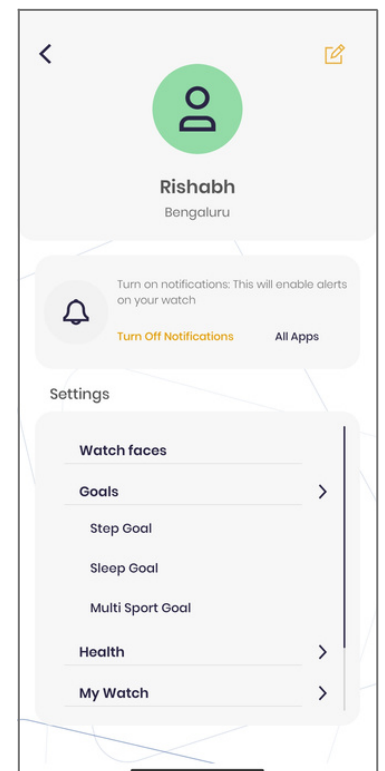 Rishabh
Bengaluru
Turn on notifications: This will enable alerts
on your watch
Turn Off Notifications All Apps
Settings
Watch faces
Goals
Step Goal
Sleep Goal
Multi Sport Goal
Health
My Watch